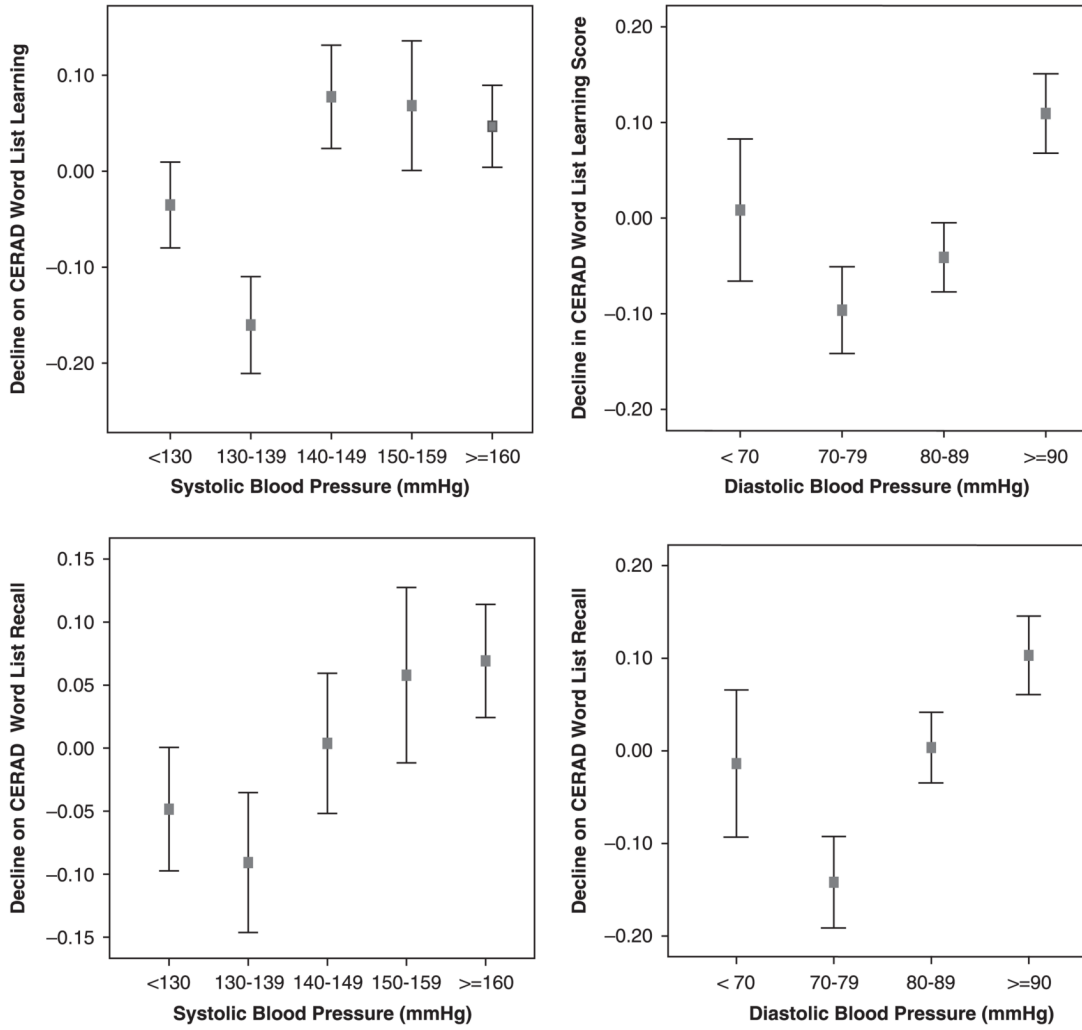 Decline on CERAD Word List Learning
0.10
0.00
−0.10
−0.20
<130 130-139 140-149 150-159 >=160
Systolic Blood Pressure (mmHg)
Decline in CERAD Word List Learning Score
0.20
0.10
0.00
−0.10
−0.20
< 70 70-79 80-89 >=90
Diastolic Blood Pressure (mmHg)
Decline on CERAD Word List Recall
0.15
0.10
0.05
0.00
−0.05
−0.10
−0.15
<130 130-139 140-149 150-159 >=160
Systolic Blood Pressure (mmHg)
Decline on CERAD Word List Recall
0.20
0.10
0.00
−0.10
−0.20
< 70 70-79 80-89 >=90
Diastolic Blood Pressure (mmHg)